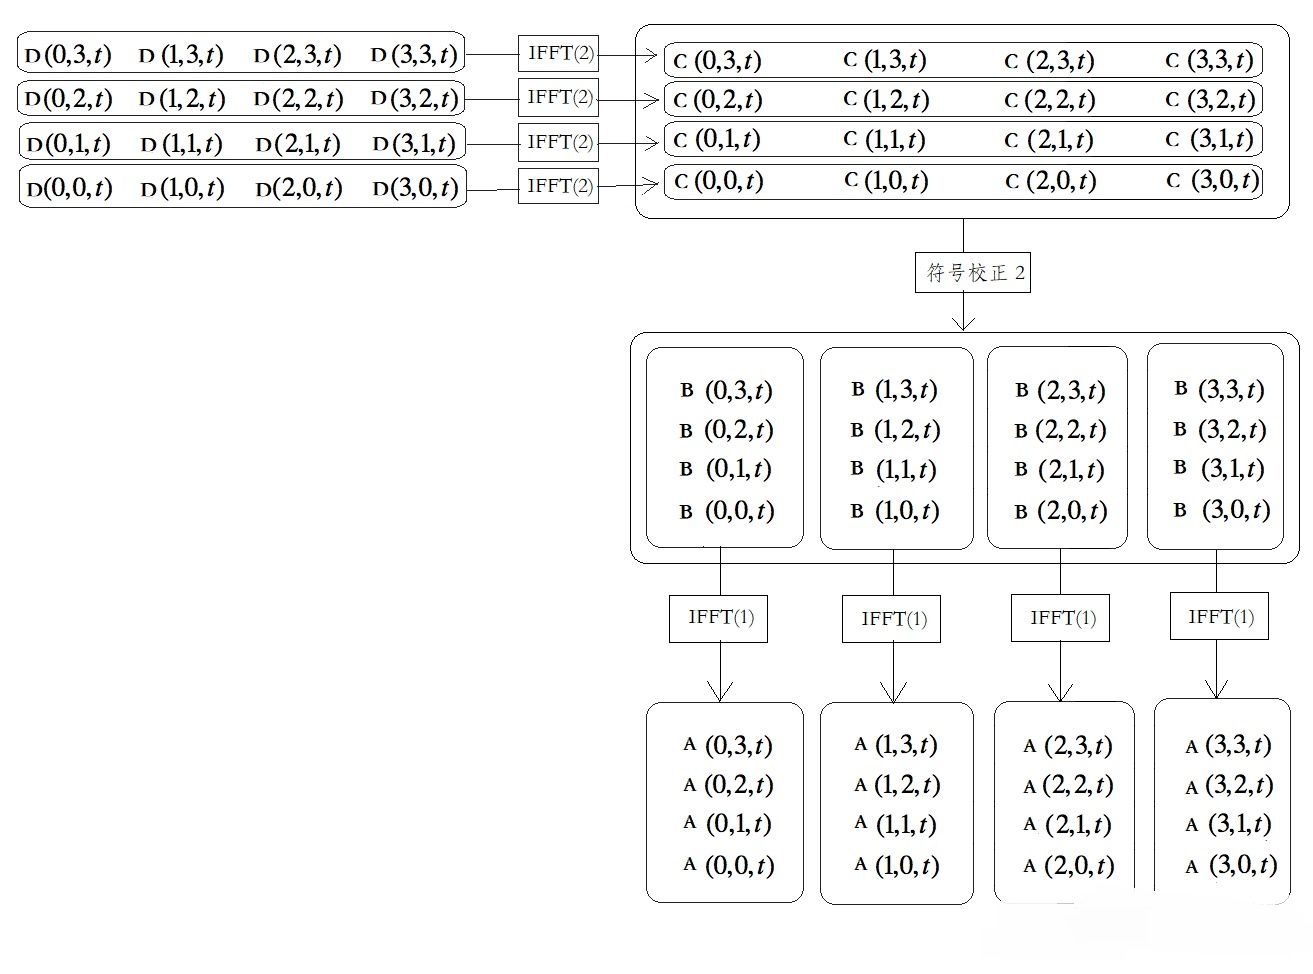 D(0,3,t) D(1,3,t) D(2,3,t) D(3,3,t) IFFT(2) C(0,3,t) C(1,3,t) C(2,3,t) C(3,3,t)
D(0,2,t) D(1,2,t) D(2,2,t) D(3,2,t) IFFT(2) C(0,2,t) C(1,2,t) C(2,2,t) C(3,2,t)
D(0,1,t) D(1,1,t) D(2,1,t) D(3,1,t) IFFT(2) C(0,1,t) C(1,1,t) C(2,1,t) C(3,1,t)
D(0,0,t) D(1,0,t) D(2,0,t) D(3,0,t) IFFT(2) C(0,0,t) C(1,0,t) C(2,0,t) C(3,0,t)
符号校正 2
B(0,3,t) B(1,3,t) B(2,3,t) B(3,3,t)
B(0,2,t) B(1,2,t) B(2,2,t) B(3,2,t)
B(0,1,t) B(1,1,t) B(2,1,t) B(3,1,t)
B(0,0,t) B(1,0,t) B(2,0,t) B(3,0,t)
IFFT(1) IFFT(1) IFFT(1) IFFT(1)
A(0,3,t) A(1,3,t) A(2,3,t) A(3,3,t)
A(0,2,t) A(1,2,t) A(2,2,t) A(3,2,t)
A(0,1,t) A(1,1,t) A(2,1,t) A(3,1,t)
A(0,0,t) A(1,0,t) A(2,0,t) A(3,0,t)